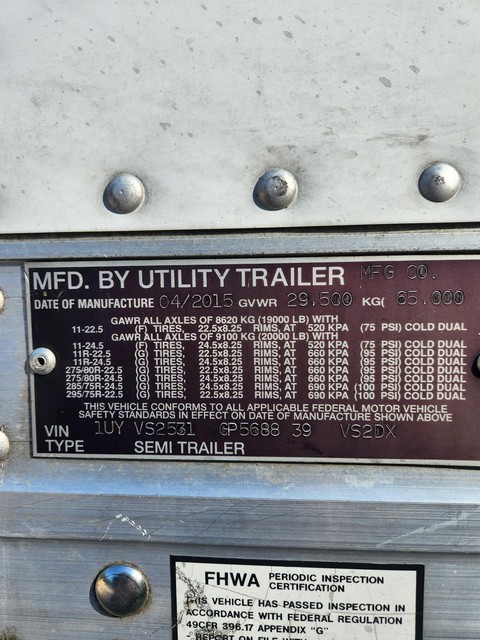 MFD. BY UTILITY TRAILER MFG CO.
DATE OF MANUFACTURE 04/2015 GVWR 29,500 KG( 65,000
GAWR ALL AXLES OF 8620 KG (19000 LB) WITH
11-22.5 (F) TIRES, 22.5x8.25 RIMS, AT 520 KPA (75 PSI) COLD DUAL
GAWR ALL AXLES OF 9100 KG (20000 LB) WITH
11-24.5 (F) TIRES, 24.5x8.25 RIMS, AT 520 KPA (75 PSI) COLD DUAL
11R-22.5 (G) TIRES, 22.5x8.25 RIMS, AT 660 KPA (95 PSI) COLD DUAL
11R-24.5 (G) TIRES, 24.5x8.25 RIMS, AT 660 KPA (95 PSI) COLD DUAL
275/80R-22.5 (G) TIRES, 22.5x8.25 RIMS, AT 660 KPA (95 PSI) COLD DUAL
275/80R-24.5 (G) TIRES, 24.5x8.25 RIMS, AT 660 KPA (95 PSI) COLD DUAL
285/75R-24.5 (G) TIRES, 24.5x8.25 RIMS, AT 690 KPA (100 PSI) COLD DUAL
295/75R-22.5 (G) TIRES, 22.5x8.25 RIMS, AT 690 KPA (100 PSI) COLD DUAL
THIS VEHICLE CONFORMS TO ALL APPLICABLE FEDERAL MOTOR VEHICLE
SAFETY STANDARDS IN EFFECT ON DATE OF MANUFACTURE SHOWN ABOVE
VIN 1UY VS2531 GP5688 39 VS2DX
TYPE SEMI TRAILER
FHWA PERIODIC INSPECTION
CERTIFICATION
THIS VEHICLE HAS PASSED INSPECTION IN
ACCORDANCE WITH FEDERAL REGULATION
49CFR 396.17 APPENDIX "G"
- REPORT ON FILE WITH